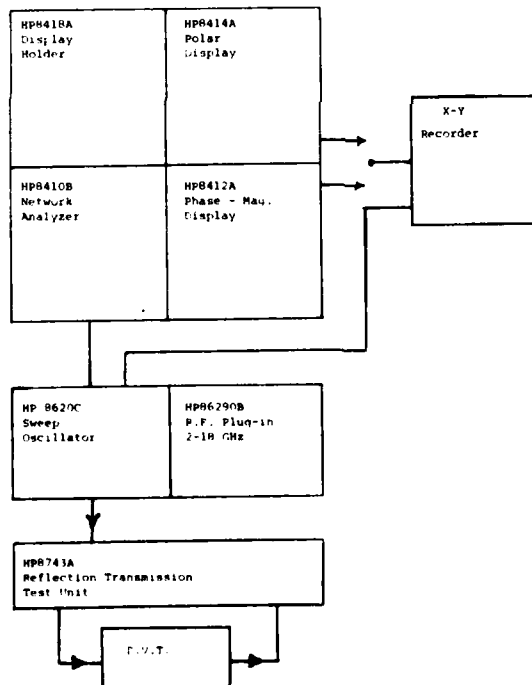 HP8418A
Display
Holder
HP8414A
Polar
Display
X-Y
Recorder
HP8410B
Network
Analyzer
HP8412A
Phase - Mag.
Display
HP 8620C
Sweep
Oscillator
HP86290B
R.F. Plug-in
2-18 GHz
HP8743A
Reflection Transmission
Test Unit